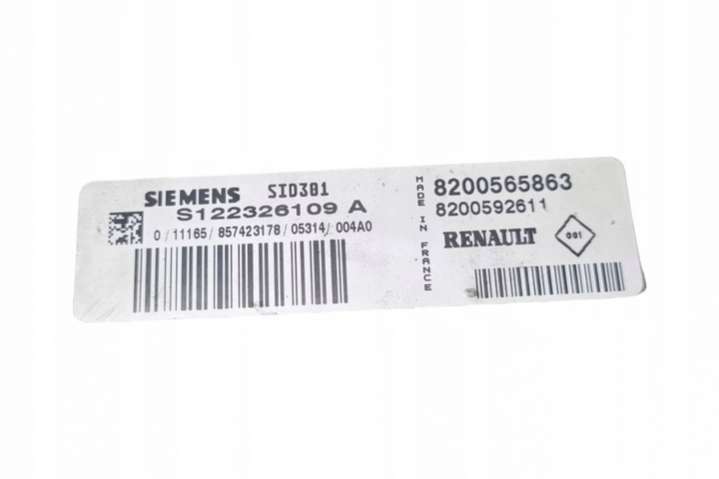 SIEMENS SID301
S122326109 A
0/11165/857423178/05314/004A0
MADE IN FRANCE
8200565863
8200592611
RENAULT
001